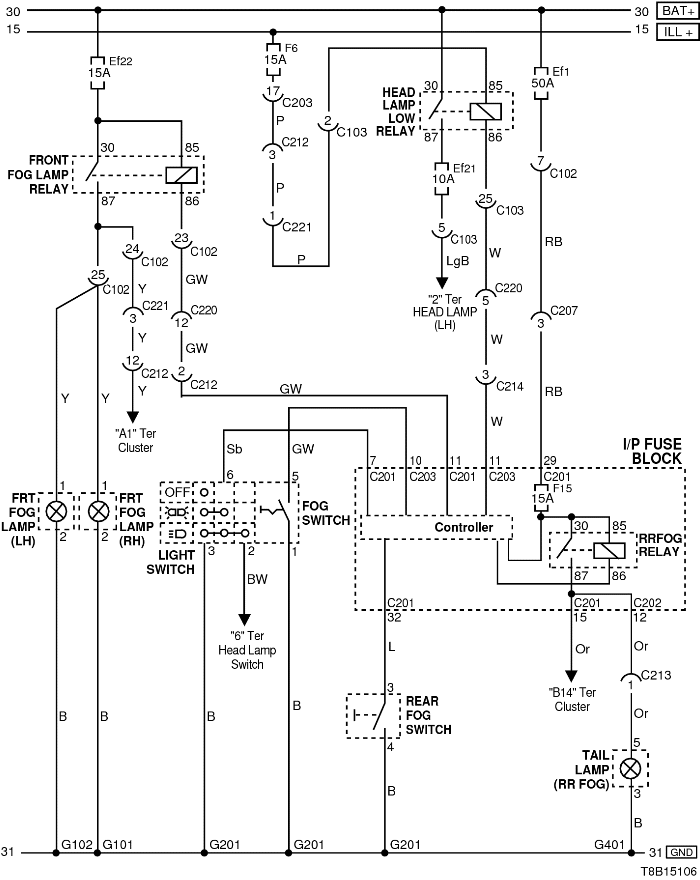 30 30 BAT+
15 15 ILL +
Ef22
15A
F6
15A
Ef1
50A
17 C203
P
C212
3
P
1
C221
P
2
C103
HEAD
LAMP
LOW
RELAY
30 85
87 86
Ef21
10A
5
C103
LgB
"2" Ter
HEAD LAMP
(LH)
25
C103
W
C220
5
W
3
C214
W
7
C102
RB
C207
3
RB
30 85
FRONT
FOG LAMP
RELAY
87 86
24
C102
Y
C221
3
Y
12
C212
Y
"A1" Ter
Cluster
23
C102
GW
C220
12
GW
2
C212
GW
25
C102
Y Y
Sb GW
6 5
OFF
FOG
SWITCH
LIGHT
SWITCH
3 2 1
BW
"6" Ter
Head Lamp
Switch
1 1
FRT
FOG
LAMP
(LH)
FRT
FOG
LAMP
(RH)
2 2
I/P FUSE
BLOCK
7 10 11 11 29
C201 C203 C201 C203 C201
F15
15A
Controller
30 85
RRFOG
RELAY
87 86
C201 C201 C202
32 15 12
L
3
REAR
FOG
SWITCH
4
B
Or
"B14" Ter
Cluster
Or
C213
1
Or
5
TAIL
LAMP
(RR FOG)
3
B
B B B B
31 G102 G101 G201 G201 G201 G401 31 GND
T8B15106